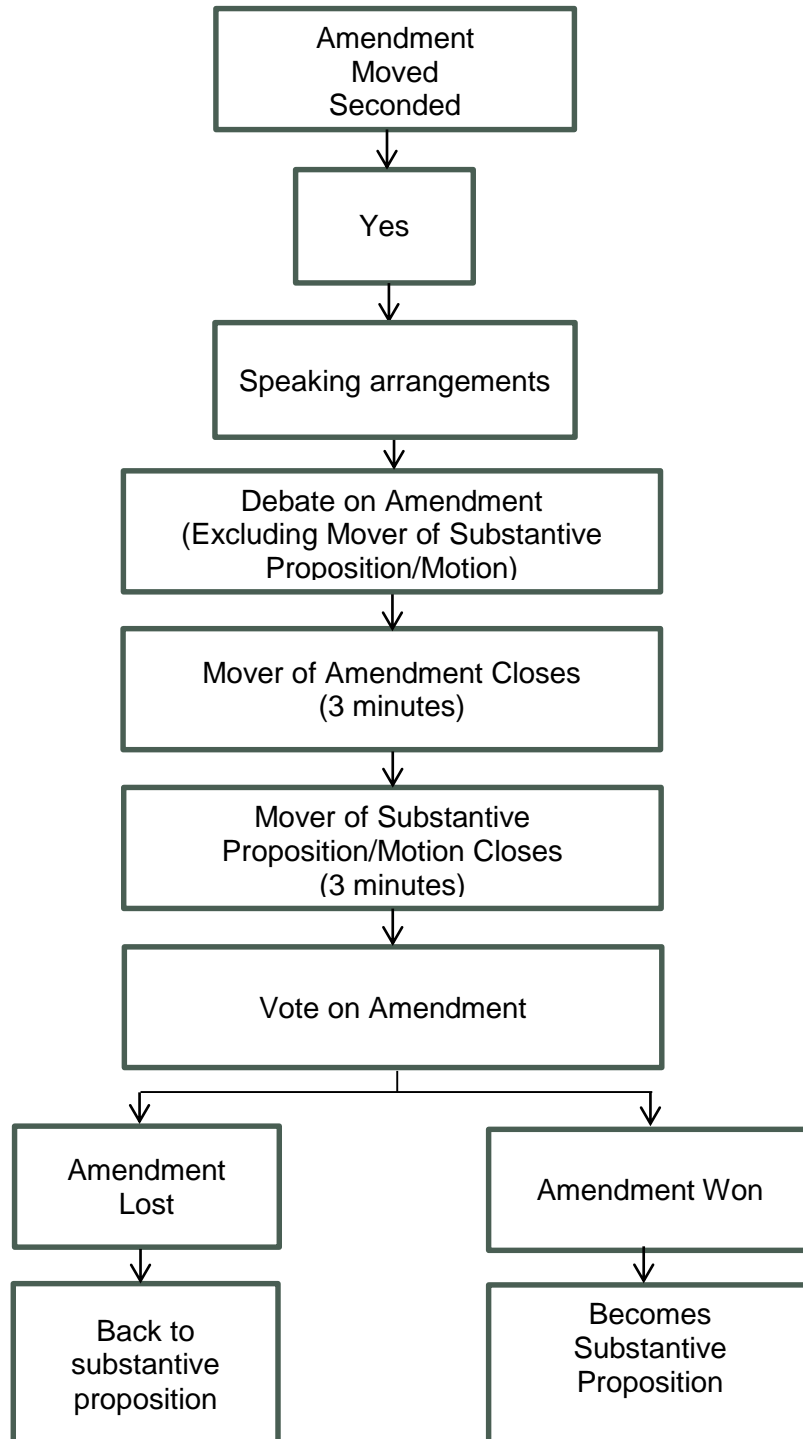 Amendment
Moved
Seconded
Yes
Speaking arrangements
Debate on Amendment
(Excluding Mover of Substantive
Proposition/Motion)
Mover of Amendment Closes
(3 minutes)
Mover of Substantive
Proposition/Motion Closes
(3 minutes)
Vote on Amendment
Amendment
Lost
Amendment Won
Back to
substantive
proposition
Becomes
Substantive
Proposition